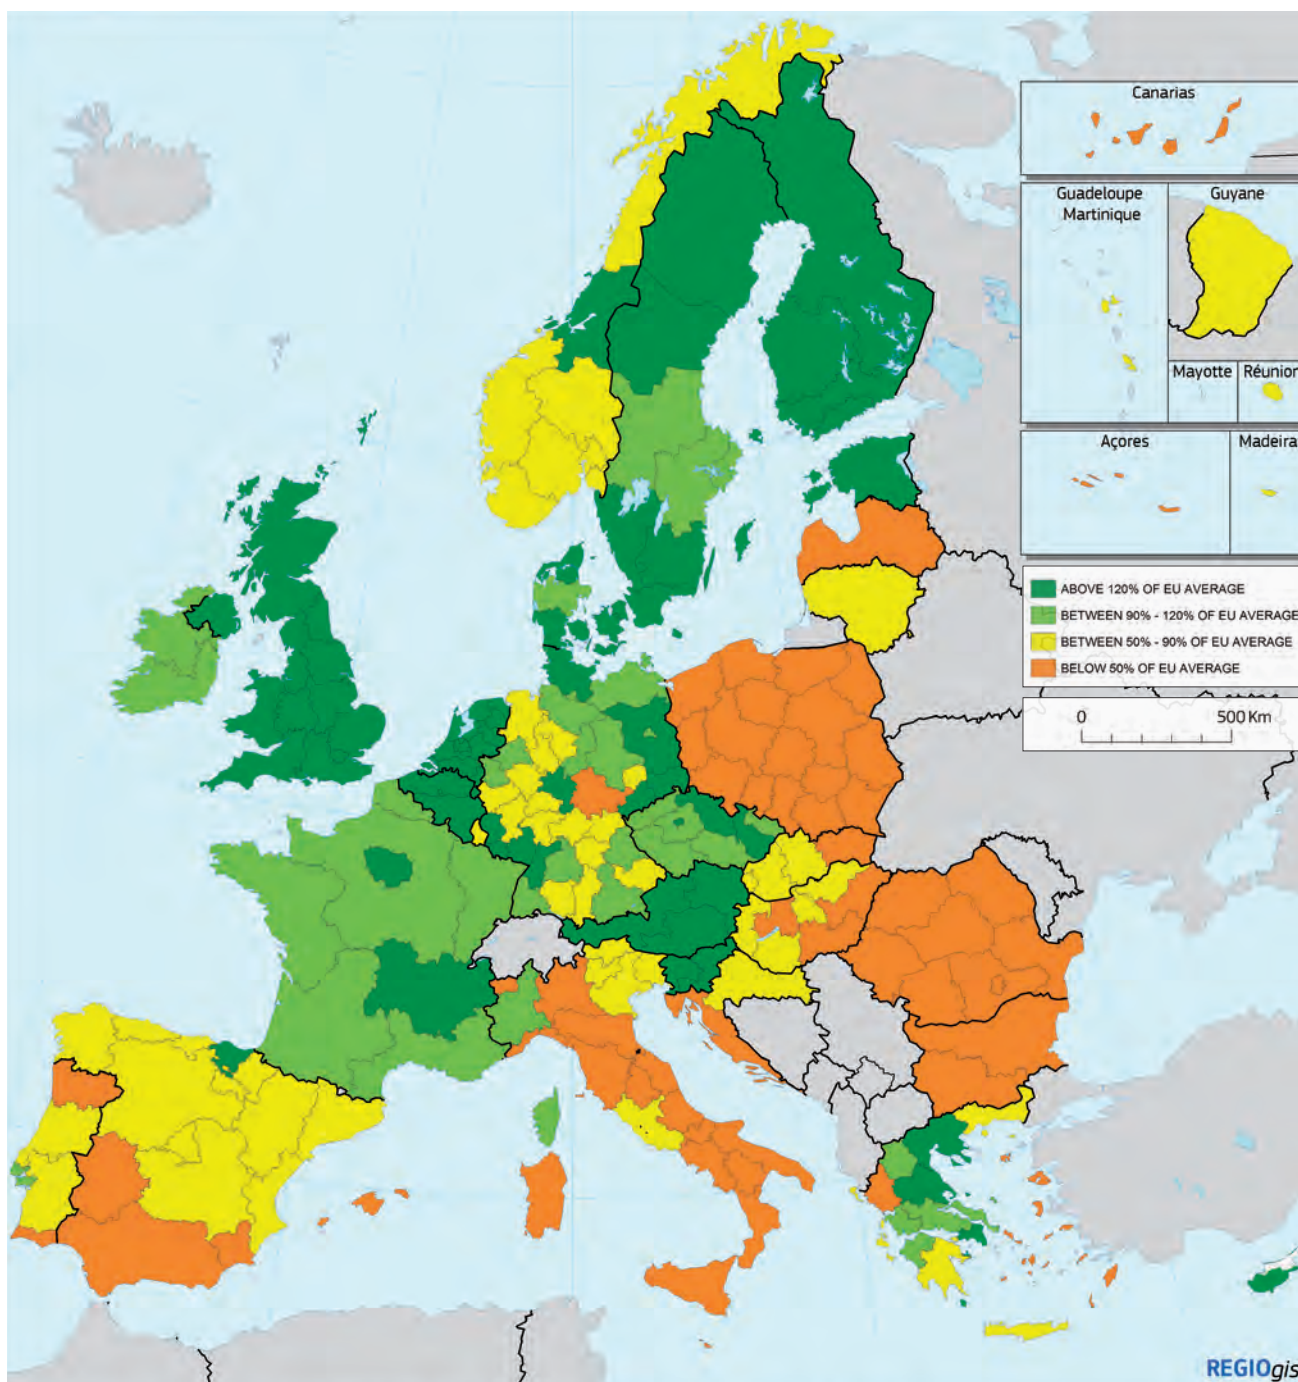 Canarias
Guadeloupe
Martinique
Guyane
Mayotte
Réunion
Açores
Madeira
ABOVE 120% OF EU AVERAGE
BETWEEN 90% - 120% OF EU AVERAGE
BETWEEN 50% - 90% OF EU AVERAGE
BELOW 50% OF EU AVERAGE
0 500 Km
REGIOgis